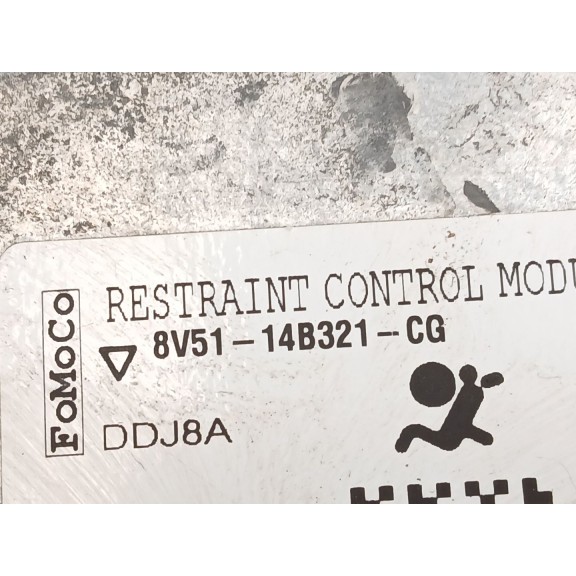 FoMoCo
RESTRAINT CONTROL MODU
8V51-14B321-CG
DDJ8A